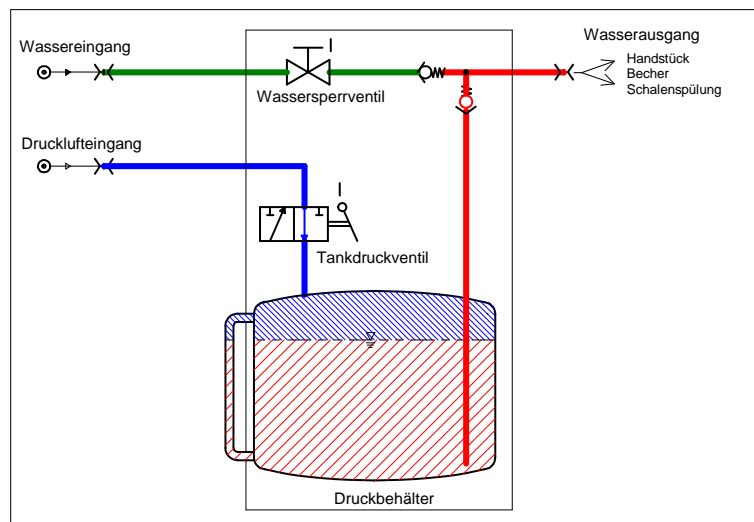 Wassereingang
I
Wassersperrventil
Wasserausgang
Handstück
Becher
Schalenspülung
Drucklufteingang
I
Tankdruckventil
Druckbehälter